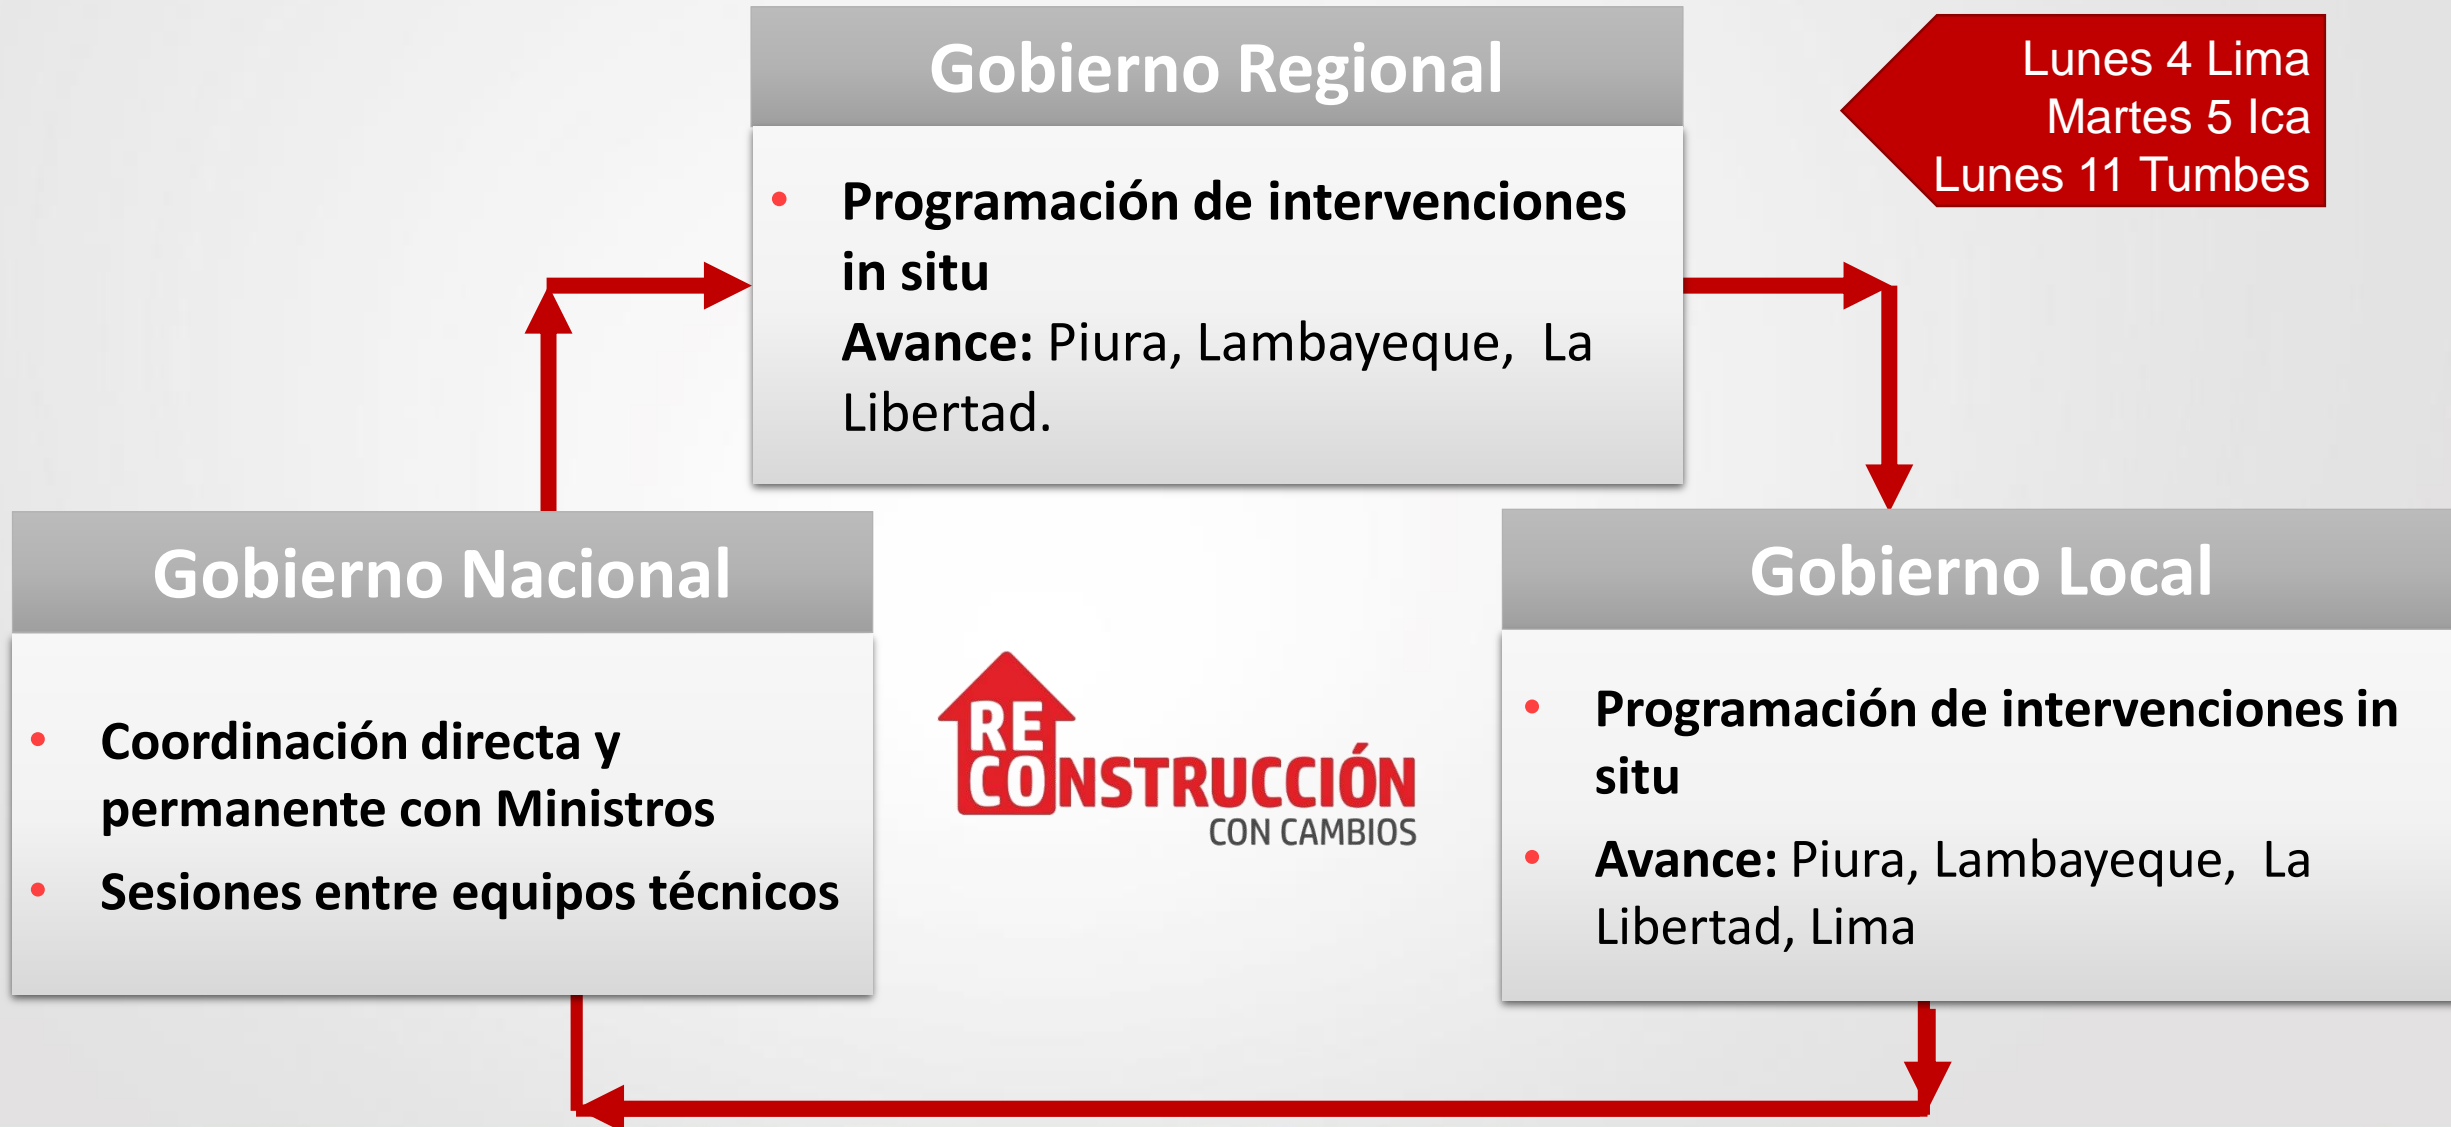 Gobierno Regional
• Programación de intervenciones
in situ
Avance: Piura, Lambayeque, La
Libertad.
Lunes 4 Lima
Martes 5 Ica
Lunes 11 Tumbes
Gobierno Nacional
• Coordinación directa y
permanente con Ministros
• Sesiones entre equipos técnicos
RE
CONSTRUCCIÓN
CON CAMBIOS
Gobierno Local
• Programación de intervenciones in
situ
• Avance: Piura, Lambayeque, La
Libertad, Lima